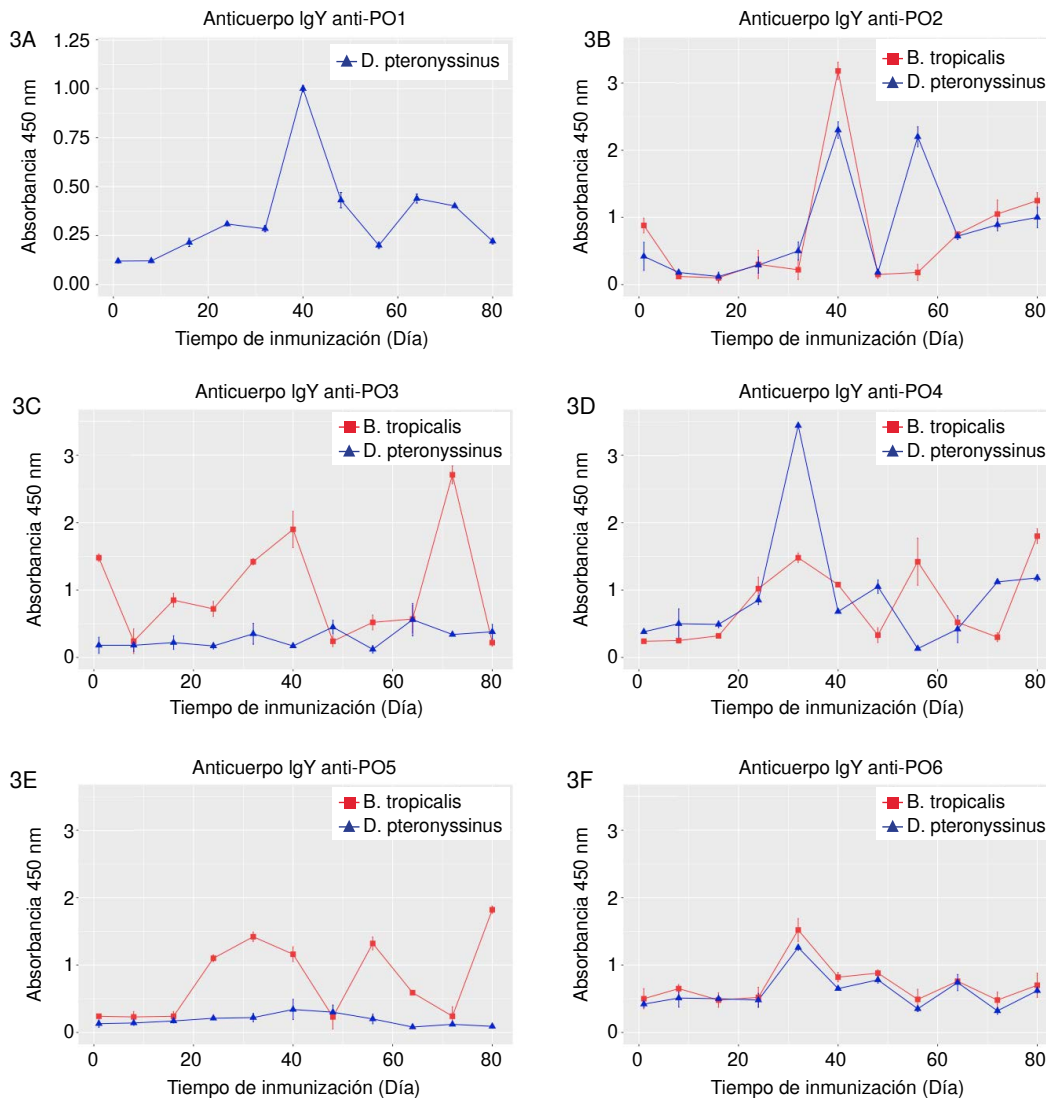 Anticuerpo IgY anti-PO1
3A
D. pteronyssinus
Absorbancia 450 nm
1.25
1.00
0.75
0.50
0.25
0.00
0 20 40 60 80
Tiempo de inmunización (Día)
Anticuerpo IgY anti-PO2
3B
B. tropicalis
D. pteronyssinus
Absorbancia 450 nm
3
2
1
0
0 20 40 60 80
Tiempo de inmunización (Día)
Anticuerpo IgY anti-PO3
3C
B. tropicalis
D. pteronyssinus
Absorbancia 450 nm
3
2
1
0
0 20 40 60 80
Tiempo de inmunización (Día)
Anticuerpo IgY anti-PO4
3D
B. tropicalis
D. pteronyssinus
Absorbancia 450 nm
3
2
1
0
0 20 40 60 80
Tiempo de inmunización (Día)
Anticuerpo IgY anti-PO5
3E
B. tropicalis
D. pteronyssinus
Absorbancia 450 nm
3
2
1
0
0 20 40 60 80
Tiempo de inmunización (Día)
Anticuerpo IgY anti-PO6
3F
B. tropicalis
D. pteronyssinus
Absorbancia 450 nm
3
2
1
0
0 20 40 60 80
Tiempo de inmunización (Día)